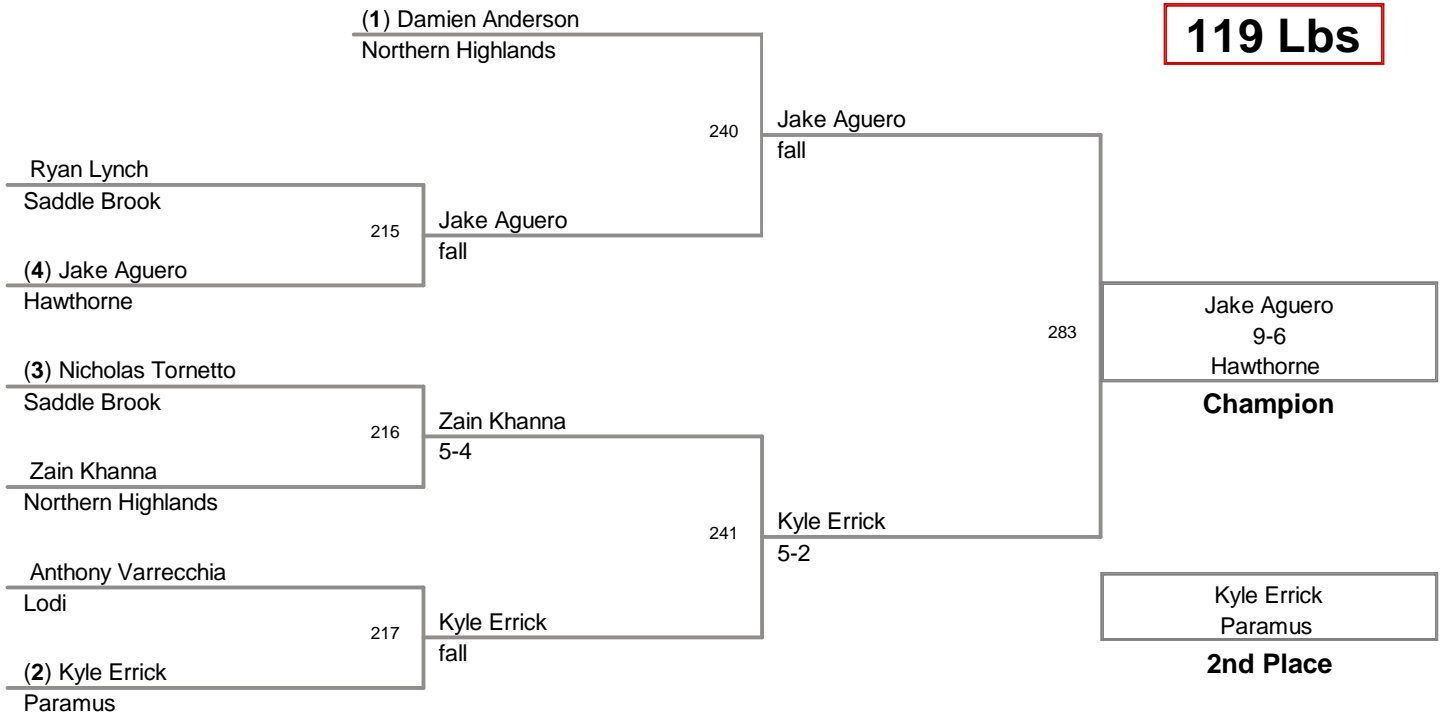 (1) Damien Anderson
Northern Highlands
119 Lbs
240
Jake Aguero
fall
Ryan Lynch
Saddle Brook
215
Jake Aguero
fall
(4) Jake Aguero
Hawthorne
283
Jake Aguero
9-6
Hawthorne
Champion
(3) Nicholas Tornetto
Saddle Brook
216
Zain Khanna
5-4
Zain Khanna
Northern Highlands
241
Kyle Errick
5-2
Anthony Varrecchia
Lodi
217
Kyle Errick
fall
(2) Kyle Errick
Paramus
Kyle Errick
Paramus
2nd Place